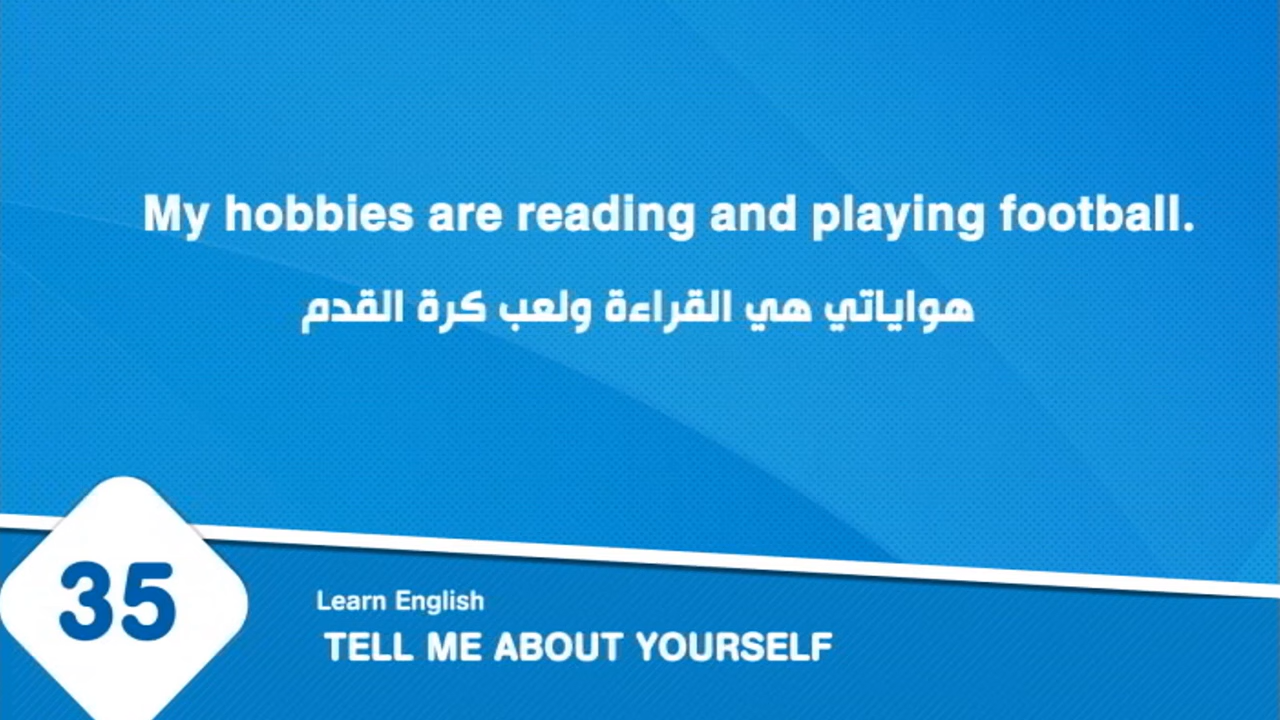 My hobbies are reading and playing football.
هواياتي هي القراءة ولعب كرة القدم
35
Learn English
TELL ME ABOUT YOURSELF